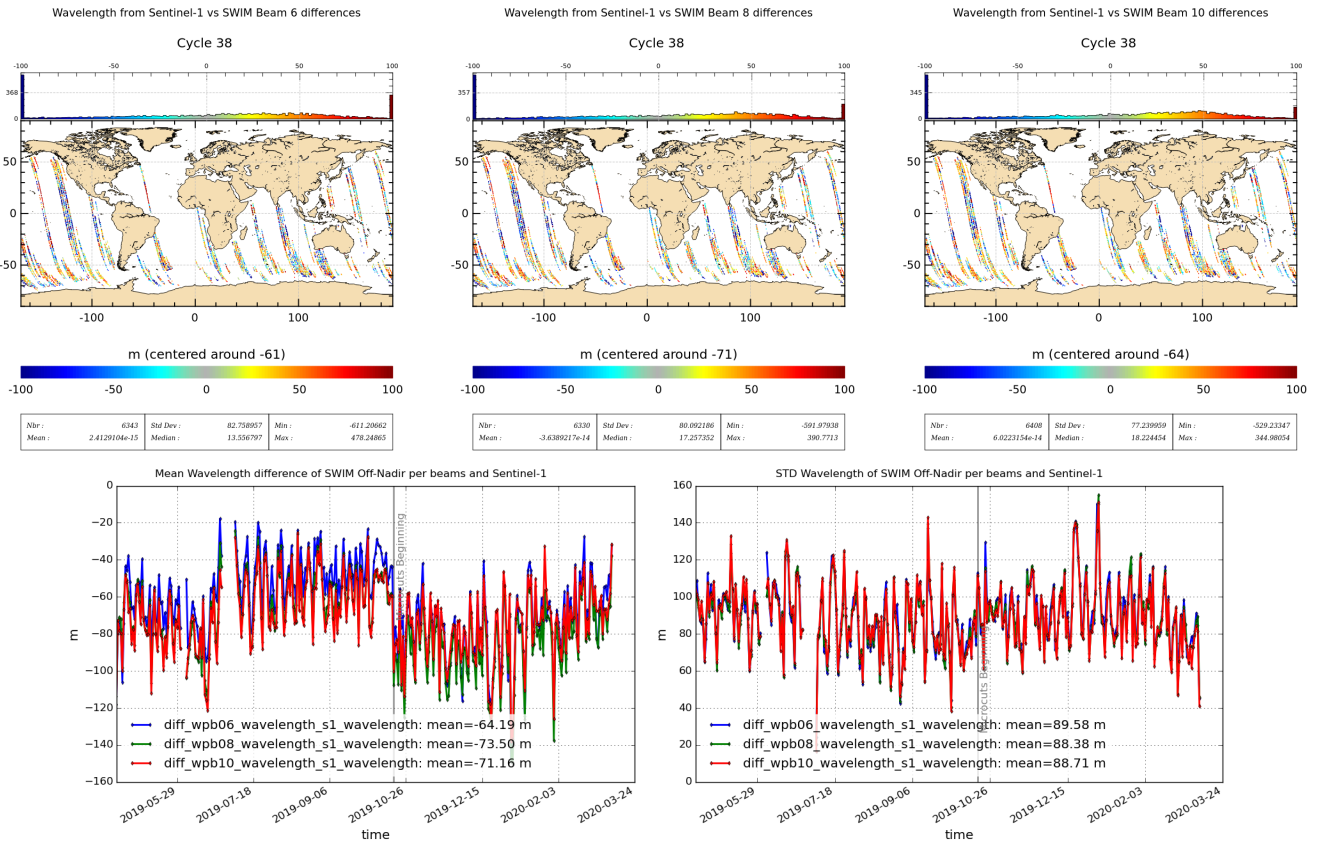 Wavelength from Sentinel-1 vs SWIM Beam 6 differences
Cycle 38
-100 -50 0 50 100
368
0
50
0
-50
-100 0 100
m (centered around -61)
-100 -50 0 50 100
Nbr : 6343 Std Dev : 82.758957 Min : -611.20662
Mean : 2.4129104e-15 Median : 13.556797 Max : 478.24865
Wavelength from Sentinel-1 vs SWIM Beam 8 differences
Cycle 38
-100 -50 0 50 100
357
0
50
0
-50
-100 0 100
m (centered around -71)
-100 -50 0 50 100
Nbr : 6330 Std Dev : 80.092186 Min : -591.97938
Mean : -3.6389217e-14 Median : 17.257352 Max : 390.7713
Wavelength from Sentinel-1 vs SWIM Beam 10 differences
Cycle 38
-100 -50 0 50 100
345
0
50
0
-50
-100 0 100
m (centered around -64)
-100 -50 0 50 100
Nbr : 6408 Std Dev : 77.239959 Min : -529.23347
Mean : 6.0223154e-14 Median : 18.224454 Max : 344.98054
Mean Wavelength difference of SWIM Off-Nadir per beams and Sentinel-1
0
−20
−40
−60
−80
−100
−120
−140
−160
m
Beginning
diff_wpb06_wavelength_s1_wavelength: mean=-64.19 m
diff_wpb08_wavelength_s1_wavelength: mean=-73.50 m
diff_wpb10_wavelength_s1_wavelength: mean=-71.16 m
2019-05-29 2019-07-18 2019-09-06 2019-10-26 2019-12-15 2020-02-03 2020-03-24
time
STD Wavelength of SWIM Off-Nadir per beams and Sentinel-1
160
140
120
100
80
60
40
20
0
m
diff_wpb06_wavelength_s1_wavelength: mean=89.58 m
diff_wpb08_wavelength_s1_wavelength: mean=88.38 m
diff_wpb10_wavelength_s1_wavelength: mean=88.71 m
2019-05-29 2019-07-18 2019-09-06 2019-10-26 2019-12-15 2020-02-03 2020-03-24
time